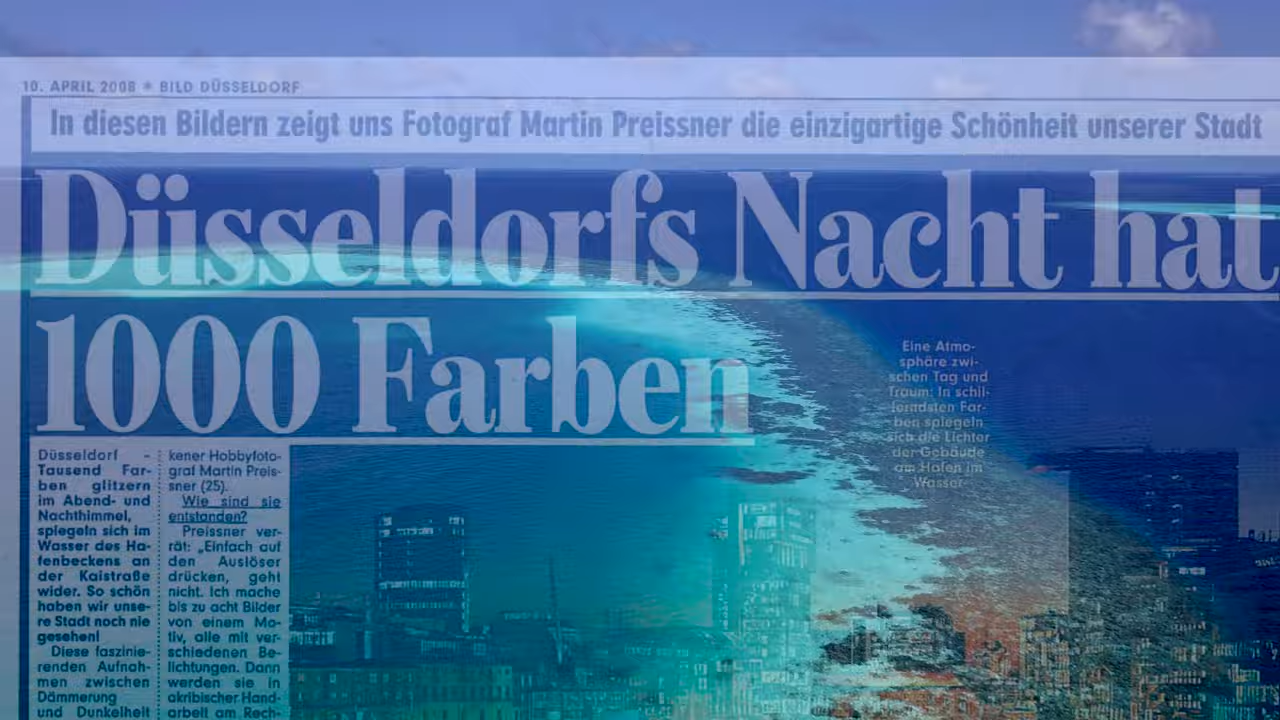 10. APRIL 2008 * BILD DÜSSELDORF
In diesen Bildern zeigt uns Fotograf Martin Preissner die einzigartige Schönheit unserer Stadt
Düsseldorfs Nacht hat
1000 Farben
Düsseldorf –
Tausend Far-
ben glitzern
im Abend- und
Nachthimmel,
spiegeln sich im
Wasser des Ha-
fenbeckens an
der Kaistraße
wider. So schön
haben wir unse-
re Stadt noch nie
gesehen!
Diese faszinie-
renden Aufnah-
men zwischen
Dämmerung
und Dunkelheit
kener Hobbyfoto-
graf Martin Preis-
sner (25).
Wie sind sie
entstanden?
Preissner ver-
rät: „Einfach auf
den Auslöser
drücken, geht
nicht. Ich mache
bis zu acht Bilder
von einem Mo-
tiv, alle mit ver-
schiedenen Be-
lichtungen. Dann
werden sie in
akribischer Hand-
arbeit am Rech-
Eine Atmo-
sphäre zwi-
schen Tag und
Traum: In schil-
lerndsten Far-
ben spiegeln
sich die Lichter
der Gebäude
am Hafen im
Wasser